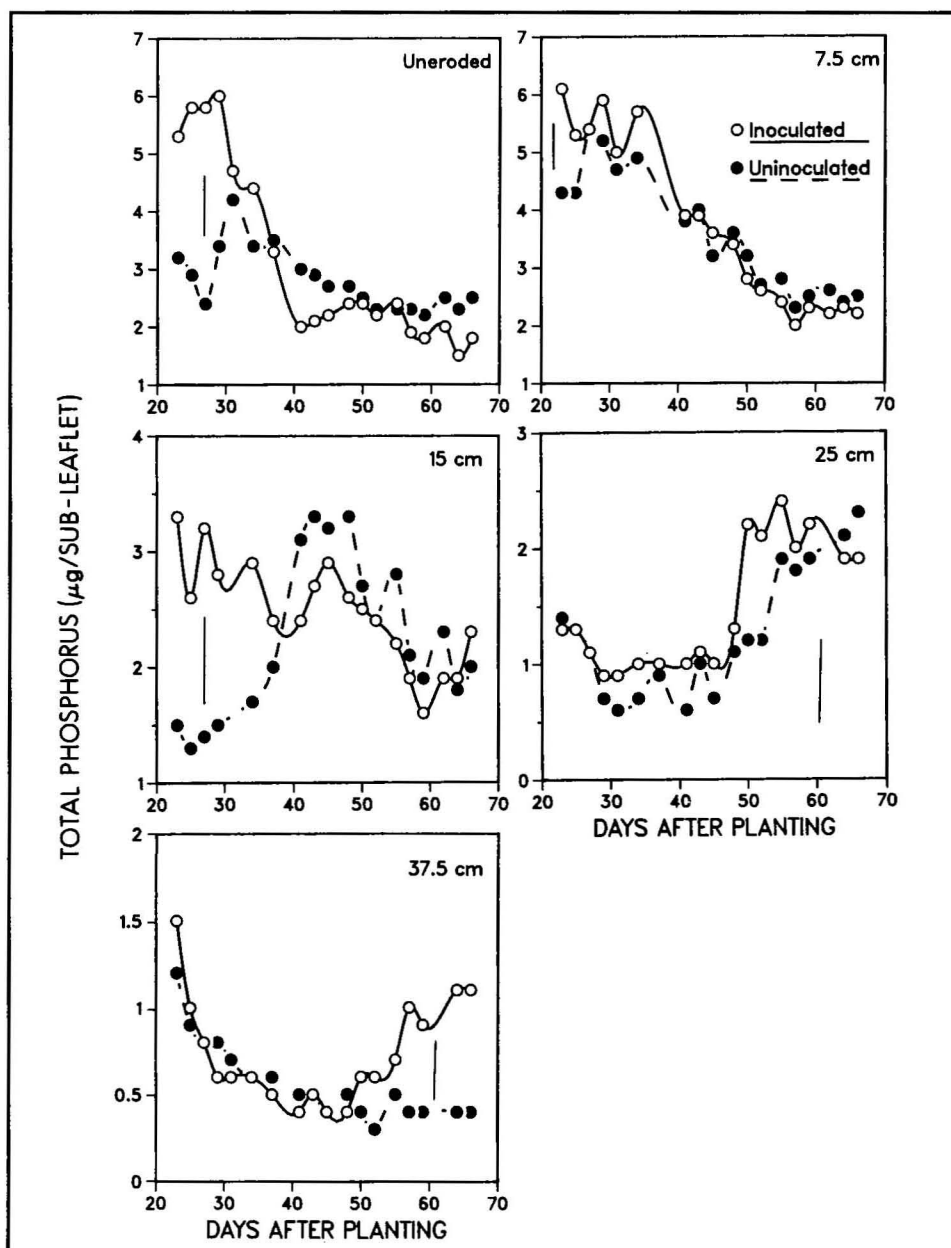 TOTAL PHOSPHORUS (µg/SUB-LEAFLET)
Uneroded
7
6
5
4
3
2
1
20 30 40 50 60 70
7.5 cm
Inoculated
Uninoculated
7
6
5
4
3
2
1
20 30 40 50 60 70
15 cm
4
3
2
1
20 30 40 50 60 70
25 cm
3
2
1
0
20 30 40 50 60 70
DAYS AFTER PLANTING
37.5 cm
2
1.5
1
0.5
0
20 30 40 50 60 70
DAYS AFTER PLANTING